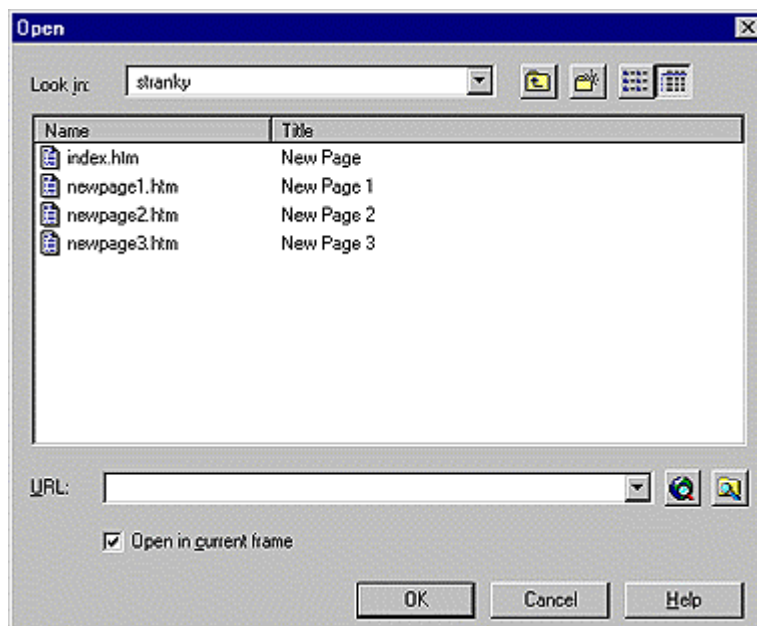 Open
Look in: stranky
Name Title
index.htm New Page
newpage1.htm New Page 1
newpage2.htm New Page 2
newpage3.htm New Page 3
URL:
Open in current frame
OK Cancel Help